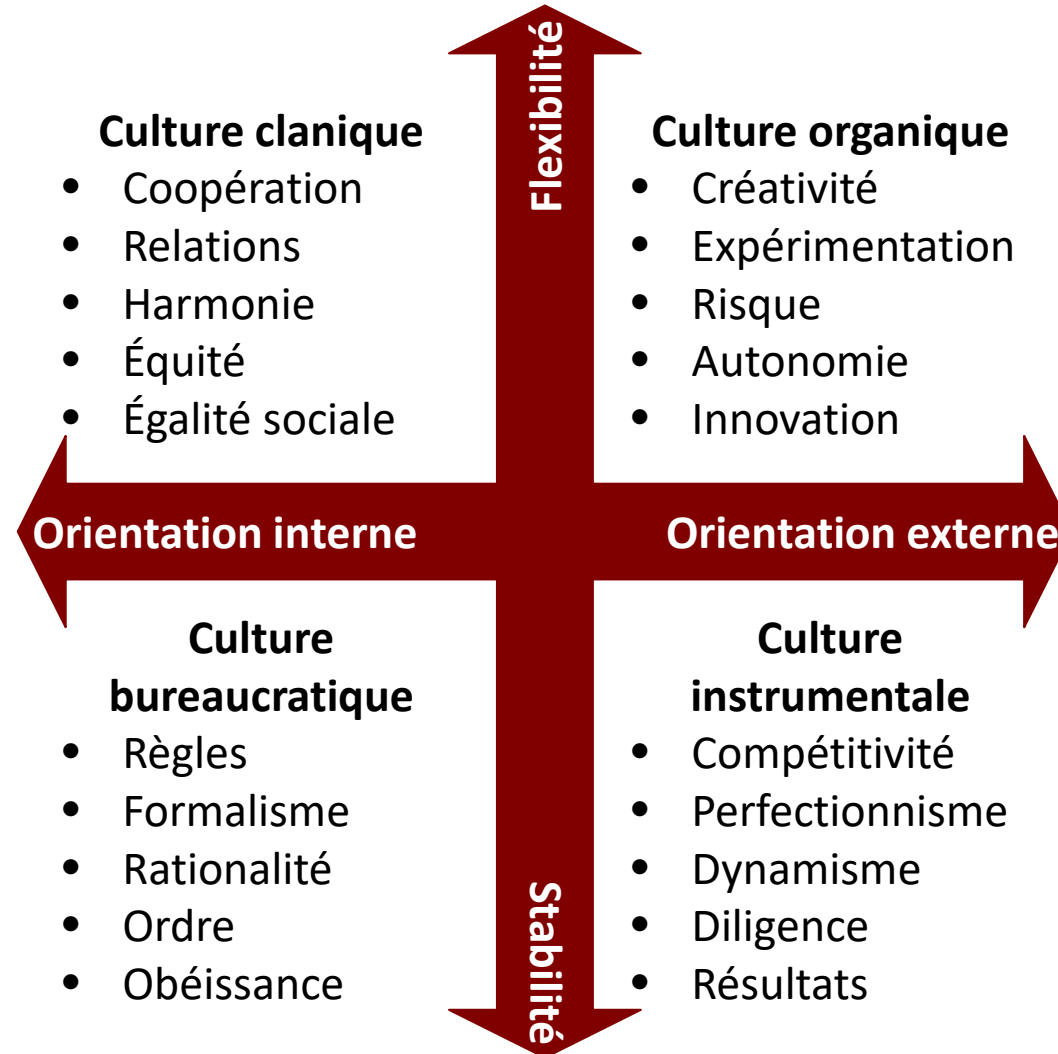 Flexibilité
Culture clanique
• Coopération
• Relations
• Harmonie
• Équité
• Égalité sociale
Culture organique
• Créativité
• Expérimentation
• Risque
• Autonomie
• Innovation
Orientation interne
Orientation externe
Culture
bureaucratique
• Règles
• Formalisme
• Rationalité
• Ordre
• Obéissance
Culture
instrumentale
• Compétitivité
• Perfectionnisme
• Dynamisme
• Diligence
• Résultats
Stabilité